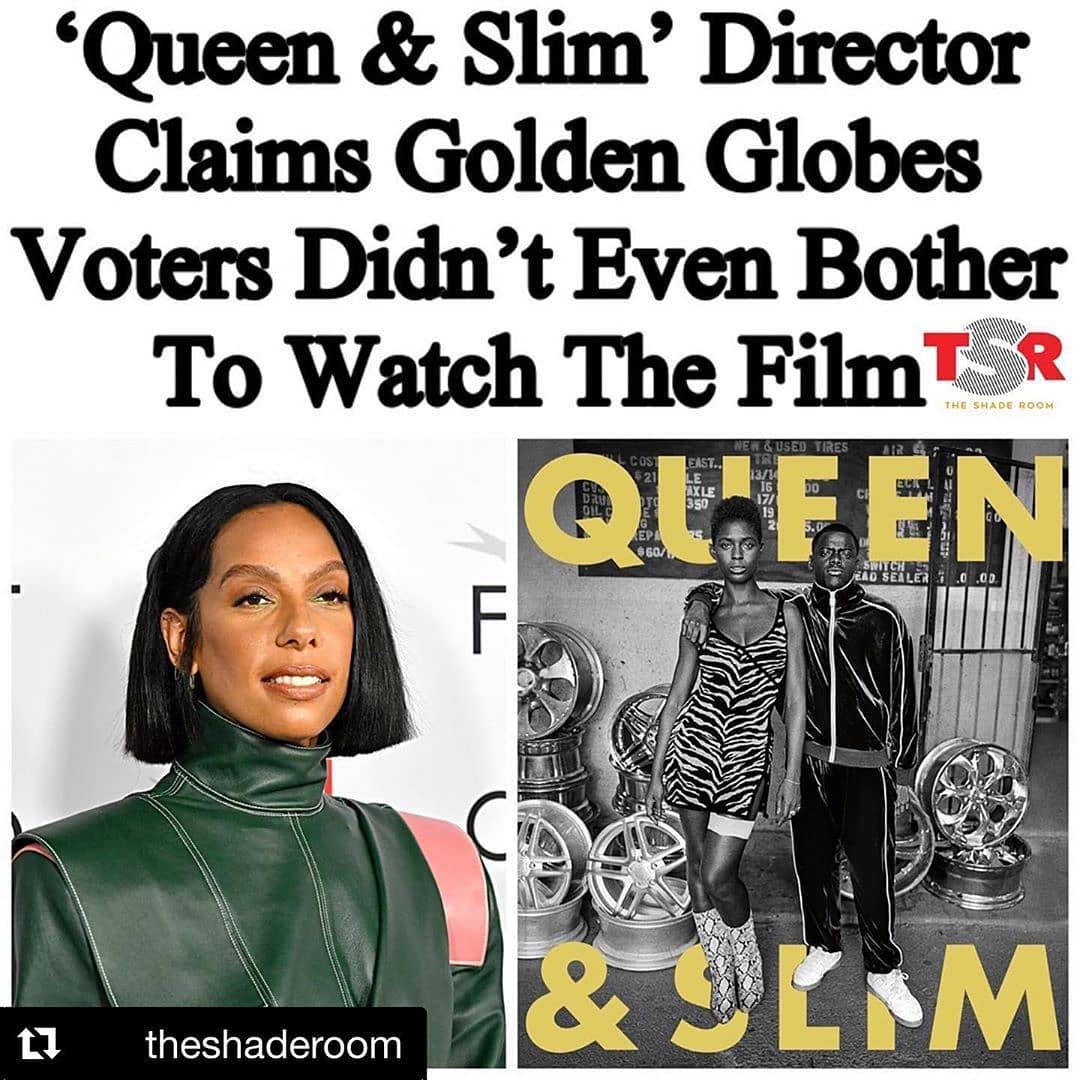 ‘Queen & Slim’ Director
Claims Golden Globes
Voters Didn’t Even Bother
To Watch The Film
TSR
THE SHADE ROOM
F
QUEEN
NEW & USED TIRES
& SLIM
theshaderoom